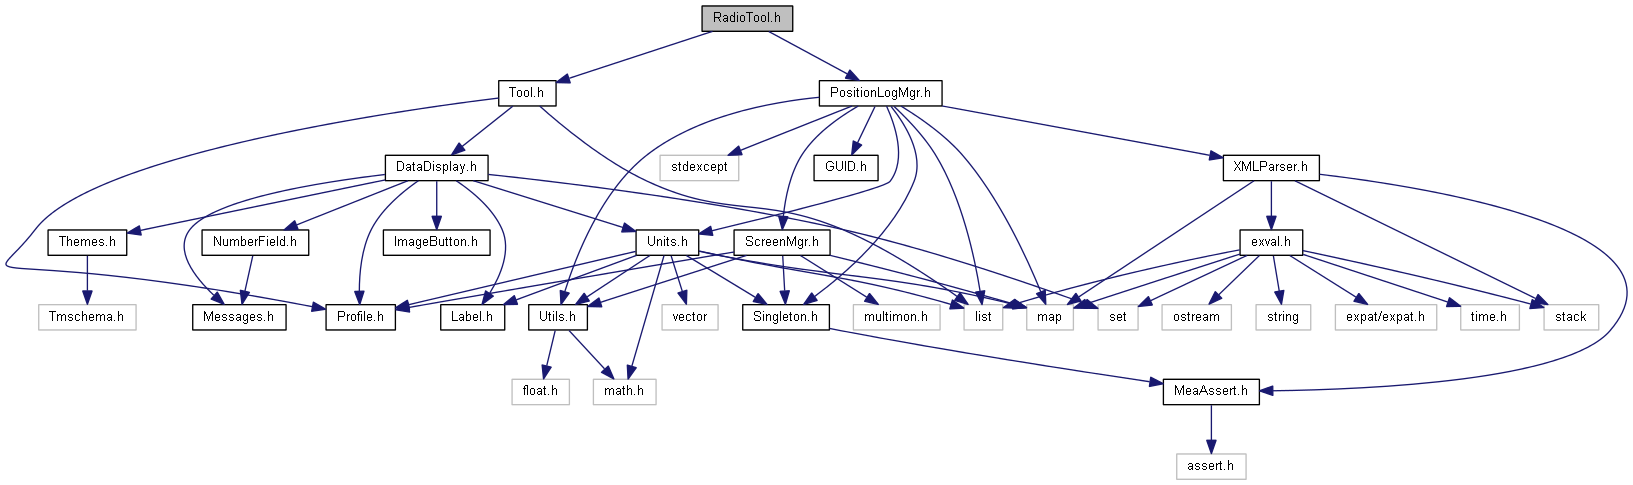 RadioTool.h
Tool.h
PositionLogMgr.h
DataDisplay.h
stdexcept
GUID.h
XMLParser.h
Themes.h
NumberField.h
ImageButton.h
Units.h
ScreenMgr.h
exval.h
Tmschema.h
Messages.h
Profile.h
Label.h
Utils.h
vector
Singleton.h
multimon.h
list
map
set
ostream
string
expat/expat.h
time.h
stack
float.h
math.h
MeaAssert.h
assert.h